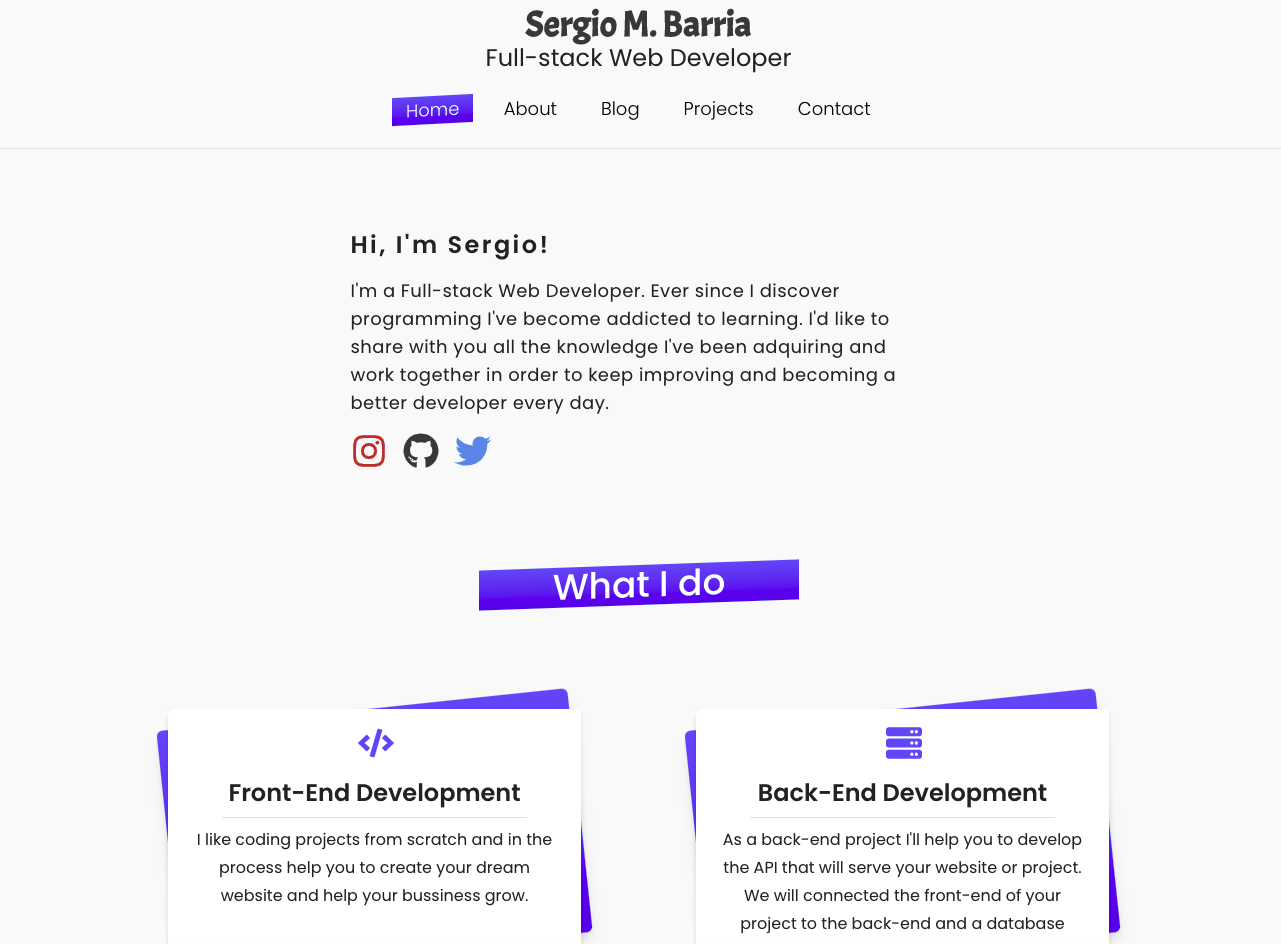 Sergio M. Barria
Full-stack Web Developer
Home About Blog Projects Contact
Hi, I'm Sergio!
I'm a Full-stack Web Developer. Ever since I discover
programming I've become addicted to learning. I'd like to
share with you all the knowledge I've been adquiring and
work together in order to keep improving and becoming a
better developer every day.
What I do
Front-End Development
I like coding projects from scratch and in the
process help you to create your dream
website and help your bussiness grow.
Back-End Development
As a back-end project I'll help you to develop
the API that will serve your website or project.
We will connected the front-end of your
project to the back-end and a database